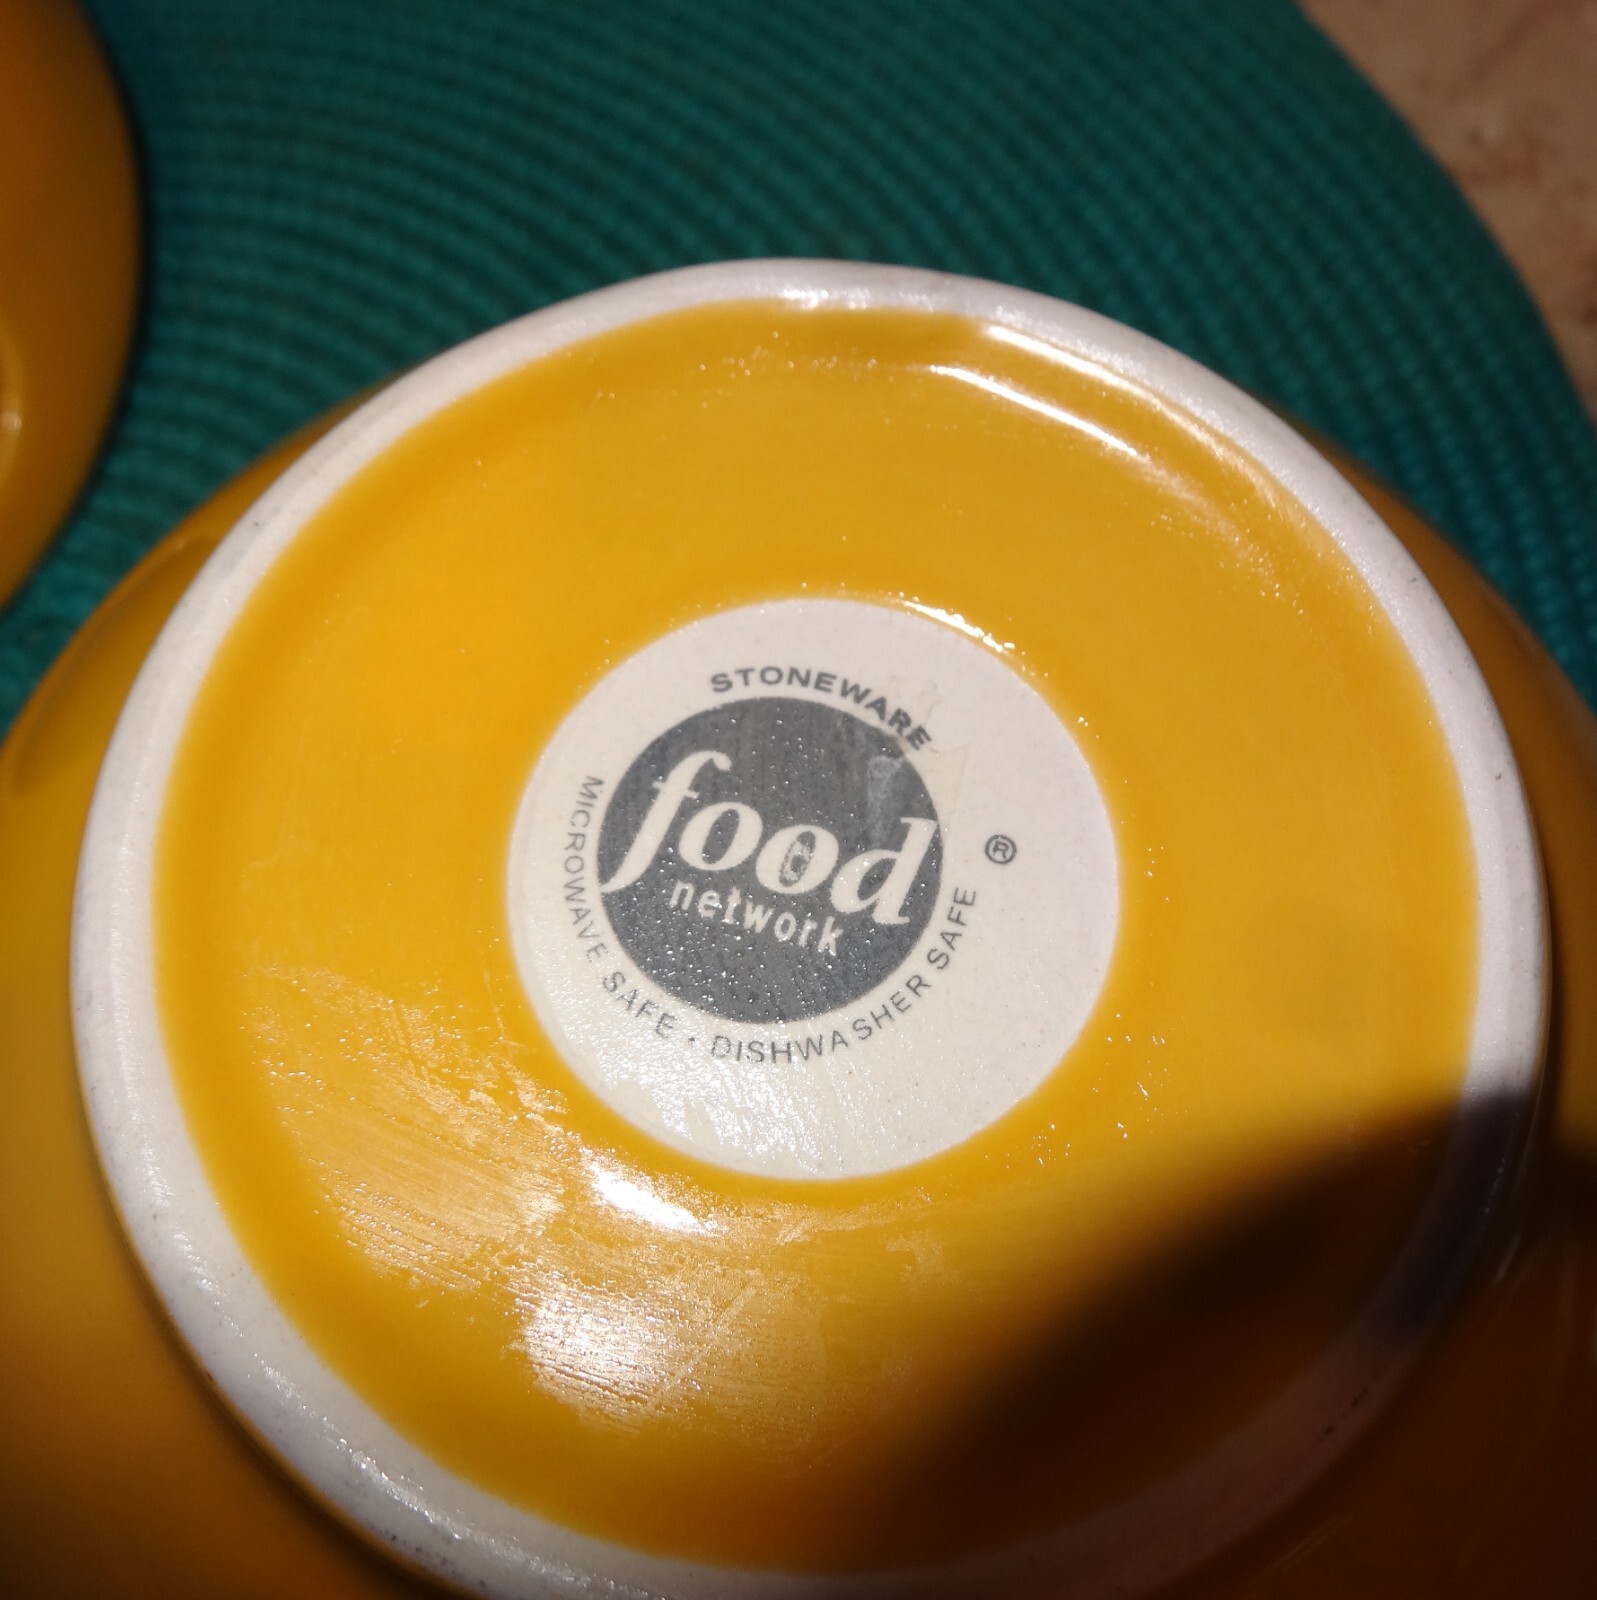 STONEWARE
food
network
®
MICROWAVE SAFE · DISHWASHER SAFE